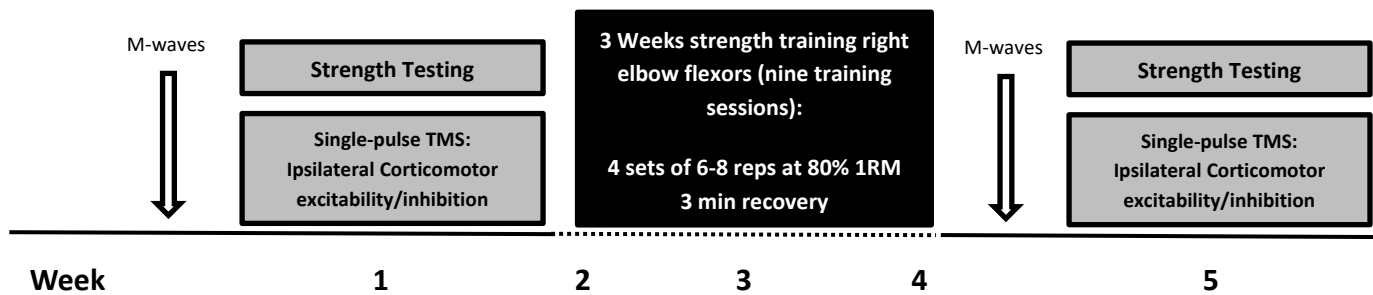 M-waves
Strength Testing
Single-pulse TMS:
Ipsilateral Corticomotor
excitability/inhibition
3 Weeks strength training right
elbow flexors (nine training
sessions):
4 sets of 6-8 reps at 80% 1RM
3 min recovery
M-waves
Strength Testing
Single-pulse TMS:
Ipsilateral Corticomotor
excitability/inhibition
Week 1 2 3 4 5